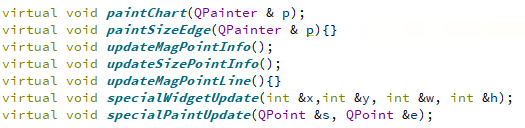 virtual void paintChart(QPainter & p);
virtual void paintSizeEdge(QPainter & p){}
virtual void updateMagPointInfo();
virtual void updateSizePointInfo();
virtual void updateMagPointLine(){}
virtual void specialWidgetUpdate(int &x,int &y, int &w, int &h);
virtual void specialPaintUpdate(QPoint &s, QPoint &e);